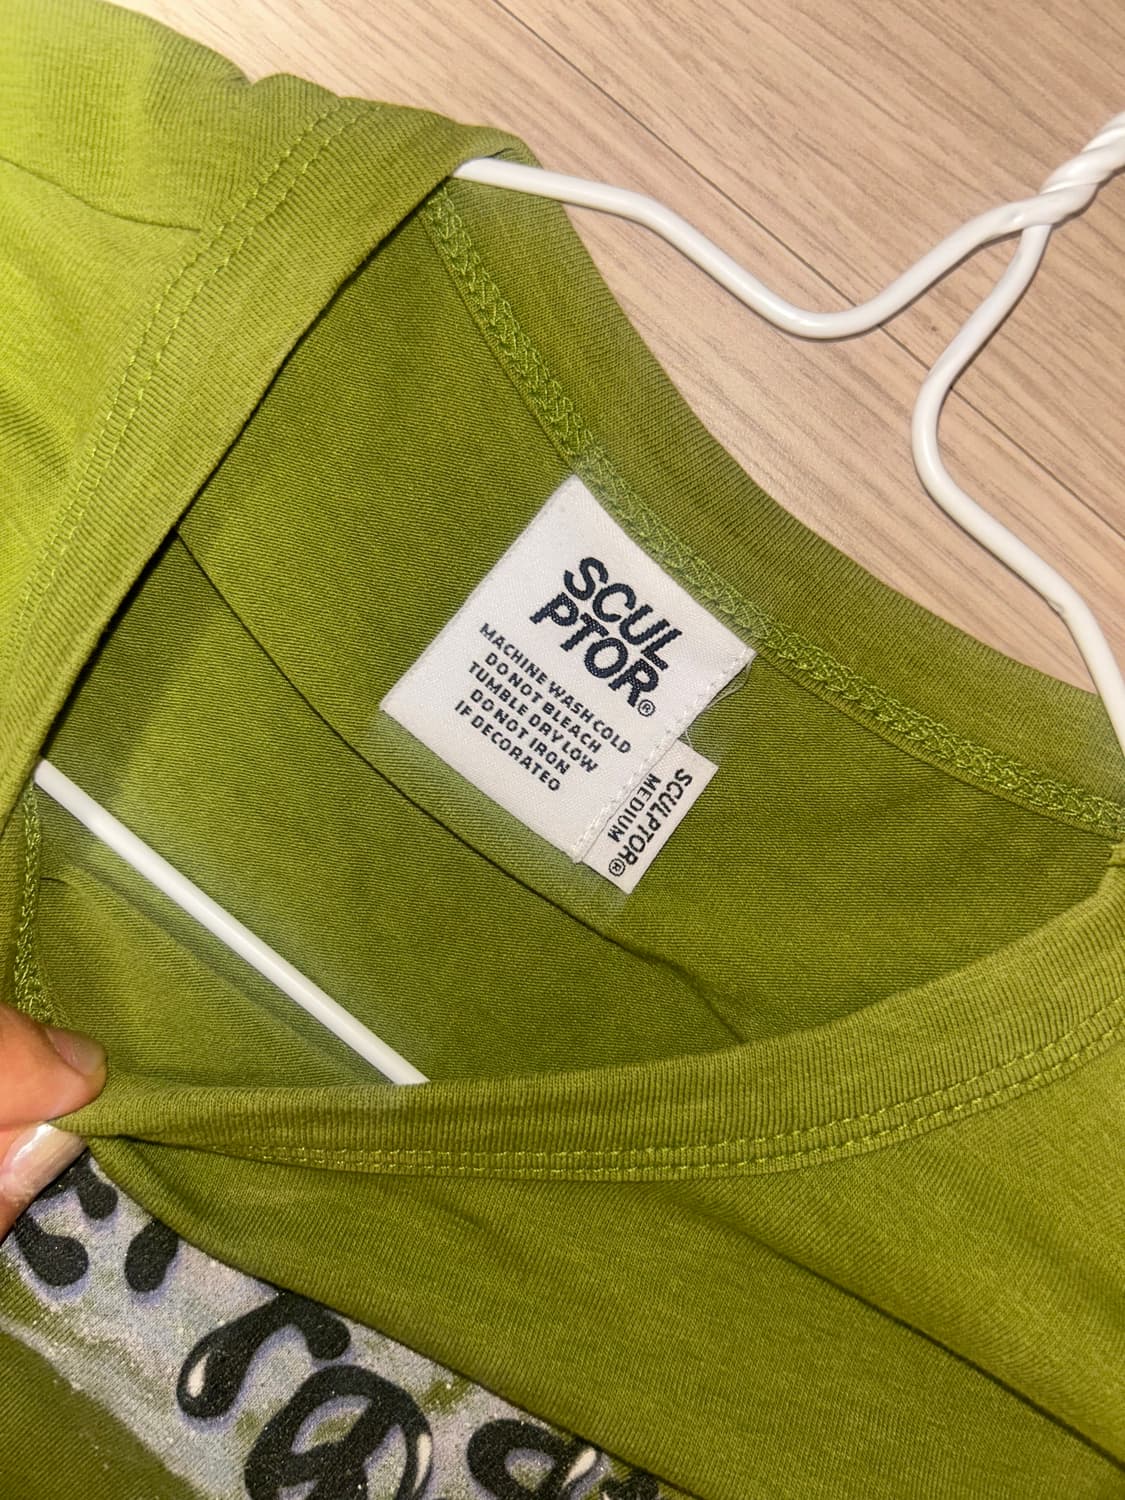 SCUL
PTOR®
MACHINE WASH COLD
DO NOT BLEACH
TUMBLE DRY LOW
DO NOT IRON
IF DECORATED
SCULPTOR®
MEDIUM